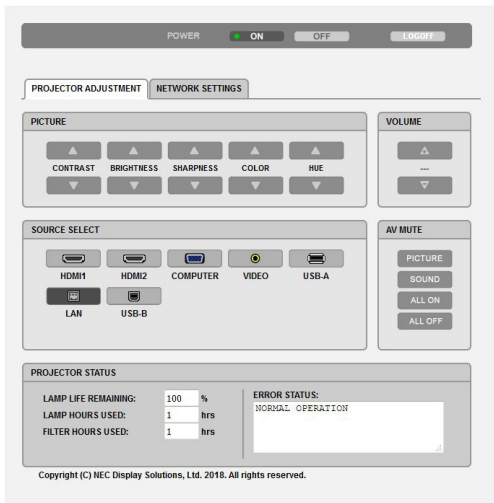 POWER ON OFF LOGOFF
PROJECTOR ADJUSTMENT NETWORK SETTINGS
PICTURE
CONTRAST BRIGHTNESS SHARPNESS COLOR HUE
VOLUME
---
SOURCE SELECT
HDMI1 HDMI2 COMPUTER VIDEO USB-A
LAN USB-B
AV MUTE
PICTURE
SOUND
ALL ON
ALL OFF
PROJECTOR STATUS
LAMP LIFE REMAINING: 100 %
LAMP HOURS USED: 1 hrs
FILTER HOURS USED: 1 hrs
ERROR STATUS:
NORMAL OPERATION
Copyright (C) NEC Display Solutions, Ltd. 2018. All rights reserved.